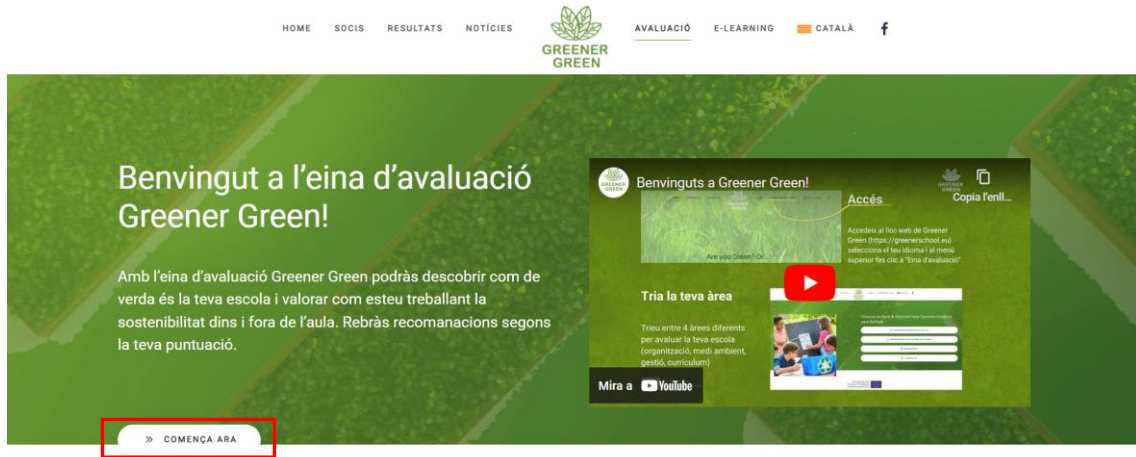 HOME SOCIS RESULTATS NOTÍCIES
GREENER
GREEN
AVALUACIÓ E-LEARNING CATALÀ f
Benvingut a l'eina d'avaluació
Greener Green!
Amb l'eina d'avaluació Greener Green podràs descobrir com de
verda és la teva escola i valorar com esteu treballant la
sostenibilitat dins i fora de l'aula. Rebràs recomanacions segons
la teva puntuació.
» COMENÇA ARA
GREENER
GREEN
Benvinguts a Greener Green!
Copia l'enll...
Are you Green? Or...
Accés
Accedeix al lloc web de Greener
Green (https://greenerschool.eu)
selecciona el teu idioma i al menú
superior fes clic a "Eina d'avaluació"
Tria la teva àrea
Trieu entre 4 àrees diferents
per avaluar la teva escola
(organització, medi ambient,
gestió, currículum)
Mira a YouTube